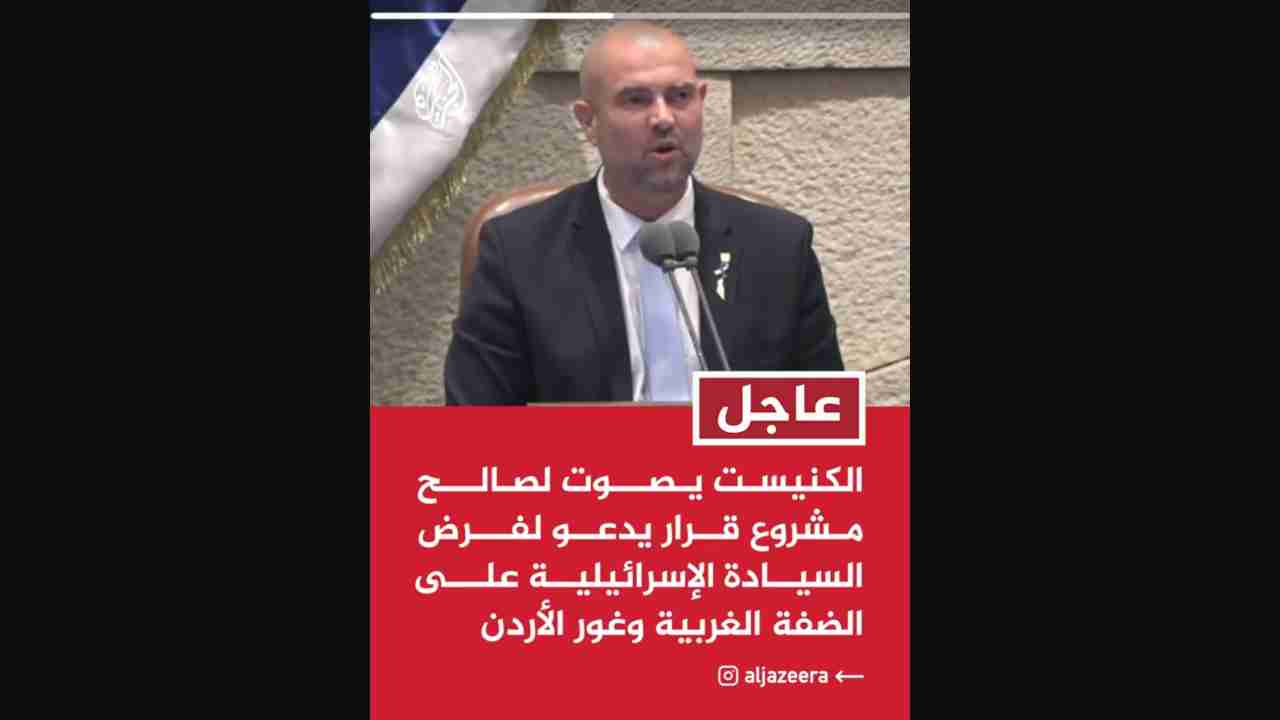 عاجل
الكنيست يصوت لصالح
مشروع قرار يدعو لفرض
السيادة الإسرائيلية على
الضفة الغربية وغور الأردن
aljazeera